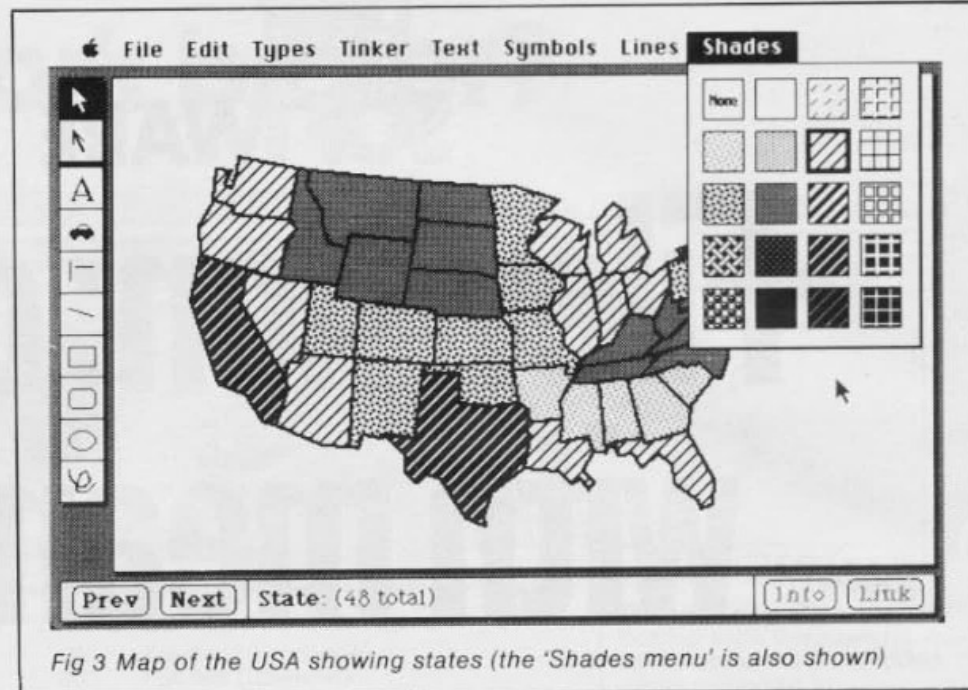 File Edit Types Tinker Text Symbols Lines Shades
None
A
Prev Next State: (48 total) Info Link
Fig 3 Map of the USA showing states (the 'Shades menu' is also shown)